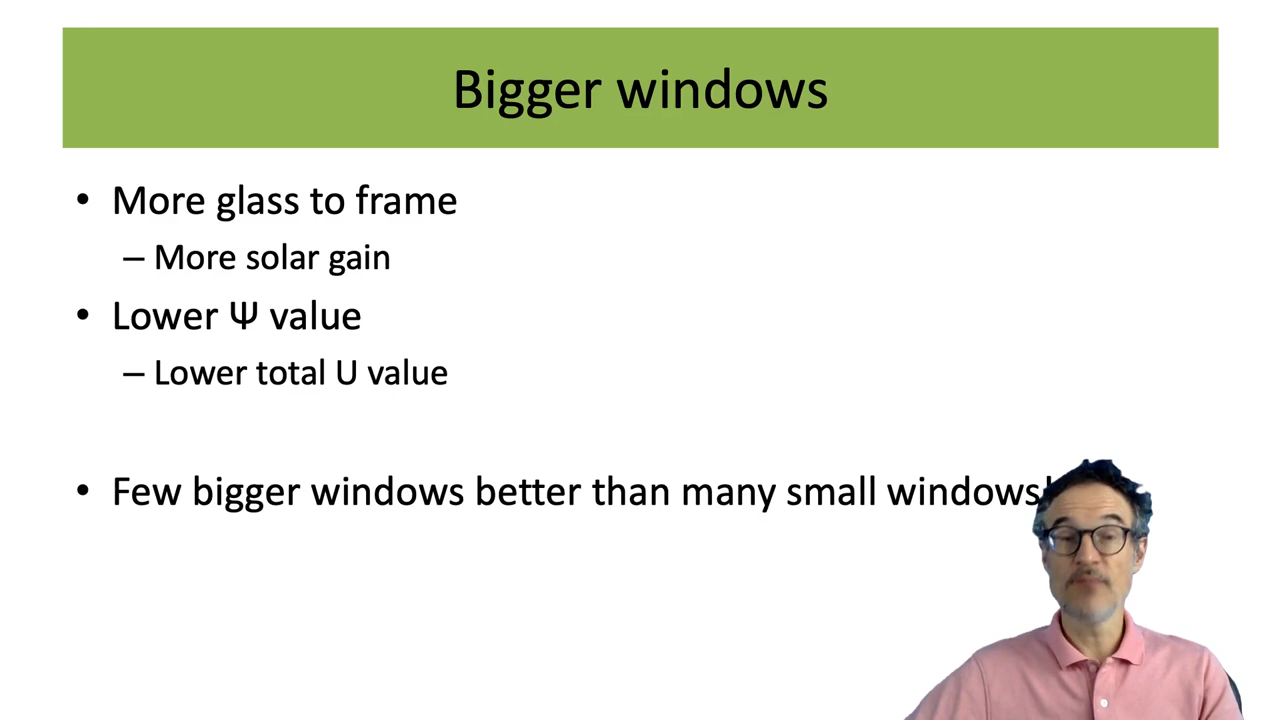 Bigger windows
• More glass to frame
– More solar gain
• Lower Ψ value
– Lower total U value
• Few bigger windows better than many small windows!